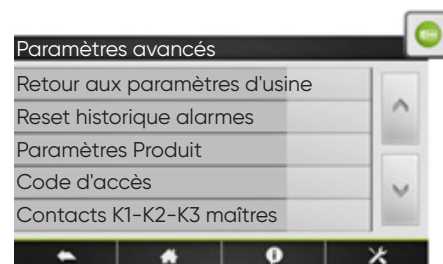 Paramètres avancés
Retour aux paramètres d'usine
Reset historique alarmes
Paramètres Produit
Code d'accès
Contacts K1-K2-K3 maîtres